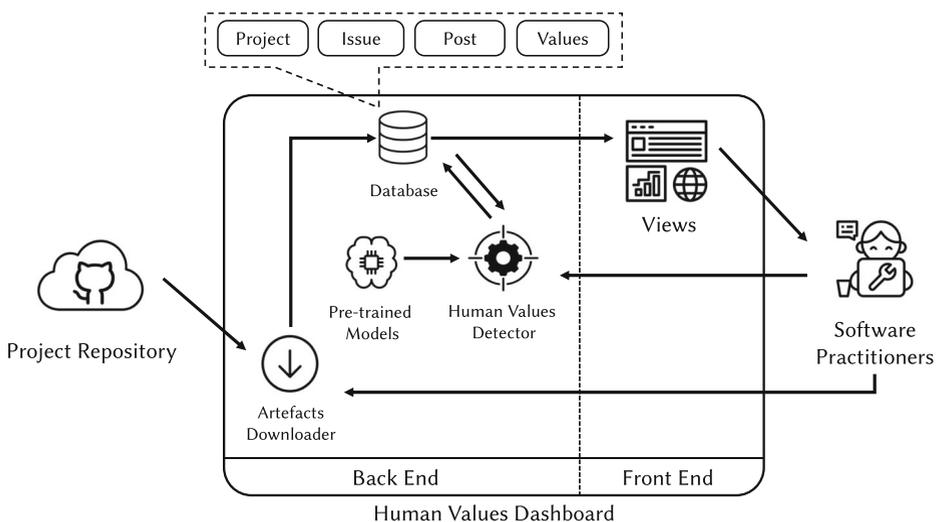 Project
Issue
Post
Values
Database
Views
Pre-trained
Models
Human Values
Detector
Project Repository
Software
Practitioners
Artefacts
Downloader
Back End
Front End
Human Values Dashboard